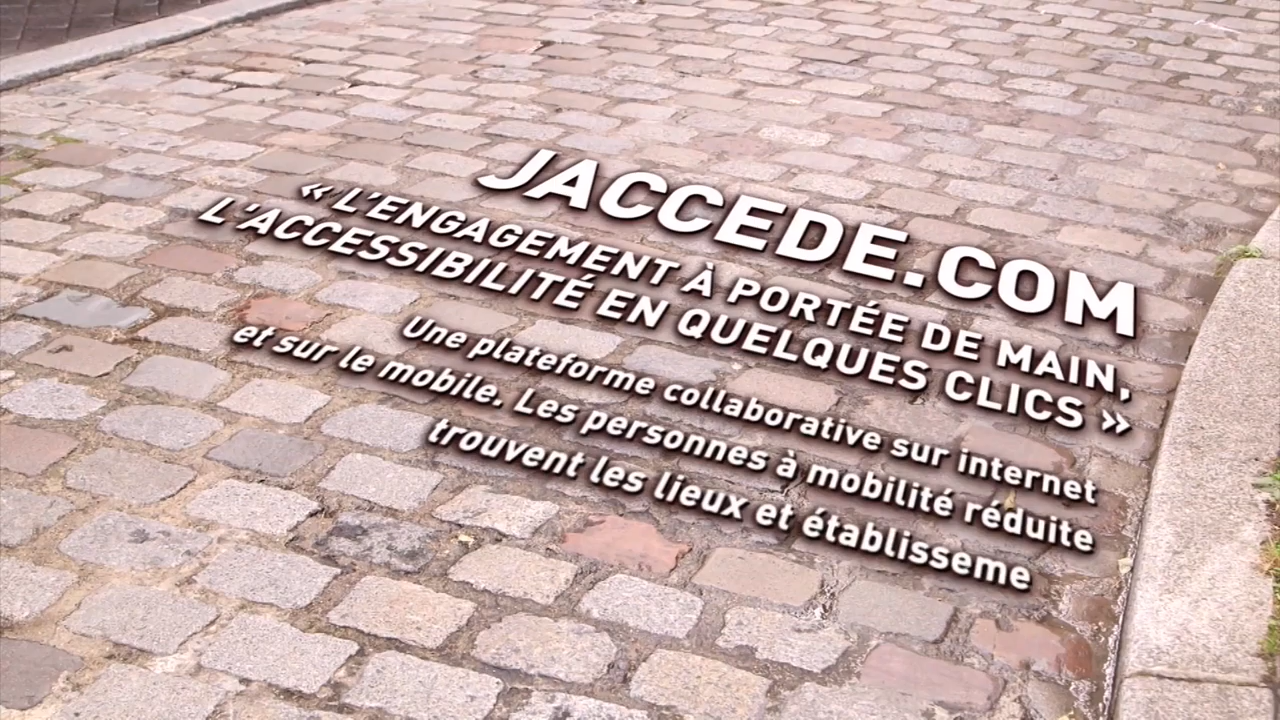 JACCEDE.COM
« L'ENGAGEMENT À PORTÉE DE MAIN,
L'ACCESSIBILITÉ EN QUELQUES CLICS »
Une plateforme collaborative sur internet
et sur le mobile. Les personnes à mobilité réduite
trouvent les lieux et établisseme